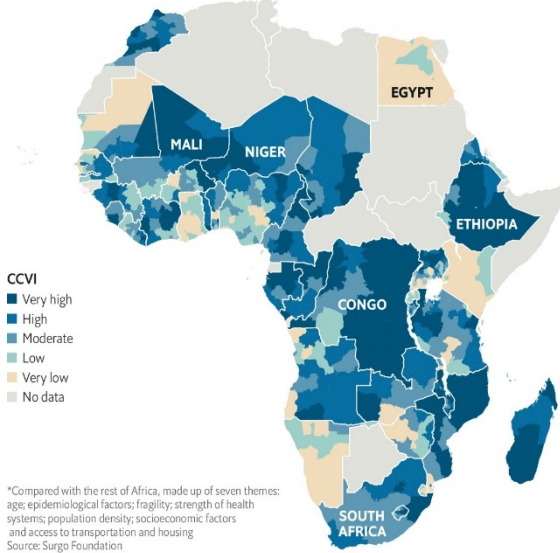 EGYPT
MALI
NIGER
ETHIOPIA
CONGO
CCVI
Very high
High
Moderate
Low
Very low
No data
SOUTH
AFRICA
*Compared with the rest of Africa, made up of seven themes:
age; epidemiological factors; fragility; strength of health
systems; population density; socioeconomic factors
and access to transportation and housing
Source: Surgo Foundation